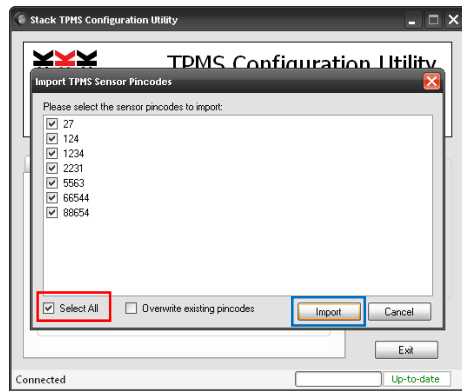 Stack TPMS Configuration Utility
TPMS Configuration Utility
Import TPMS Sensor Pincodes
Please select the sensor pincodes to import:
27
124
1234
2231
5563
66544
88654
Select All
Overwrite existing pincodes
Import
Cancel
Exit
Connected
Up-to-date